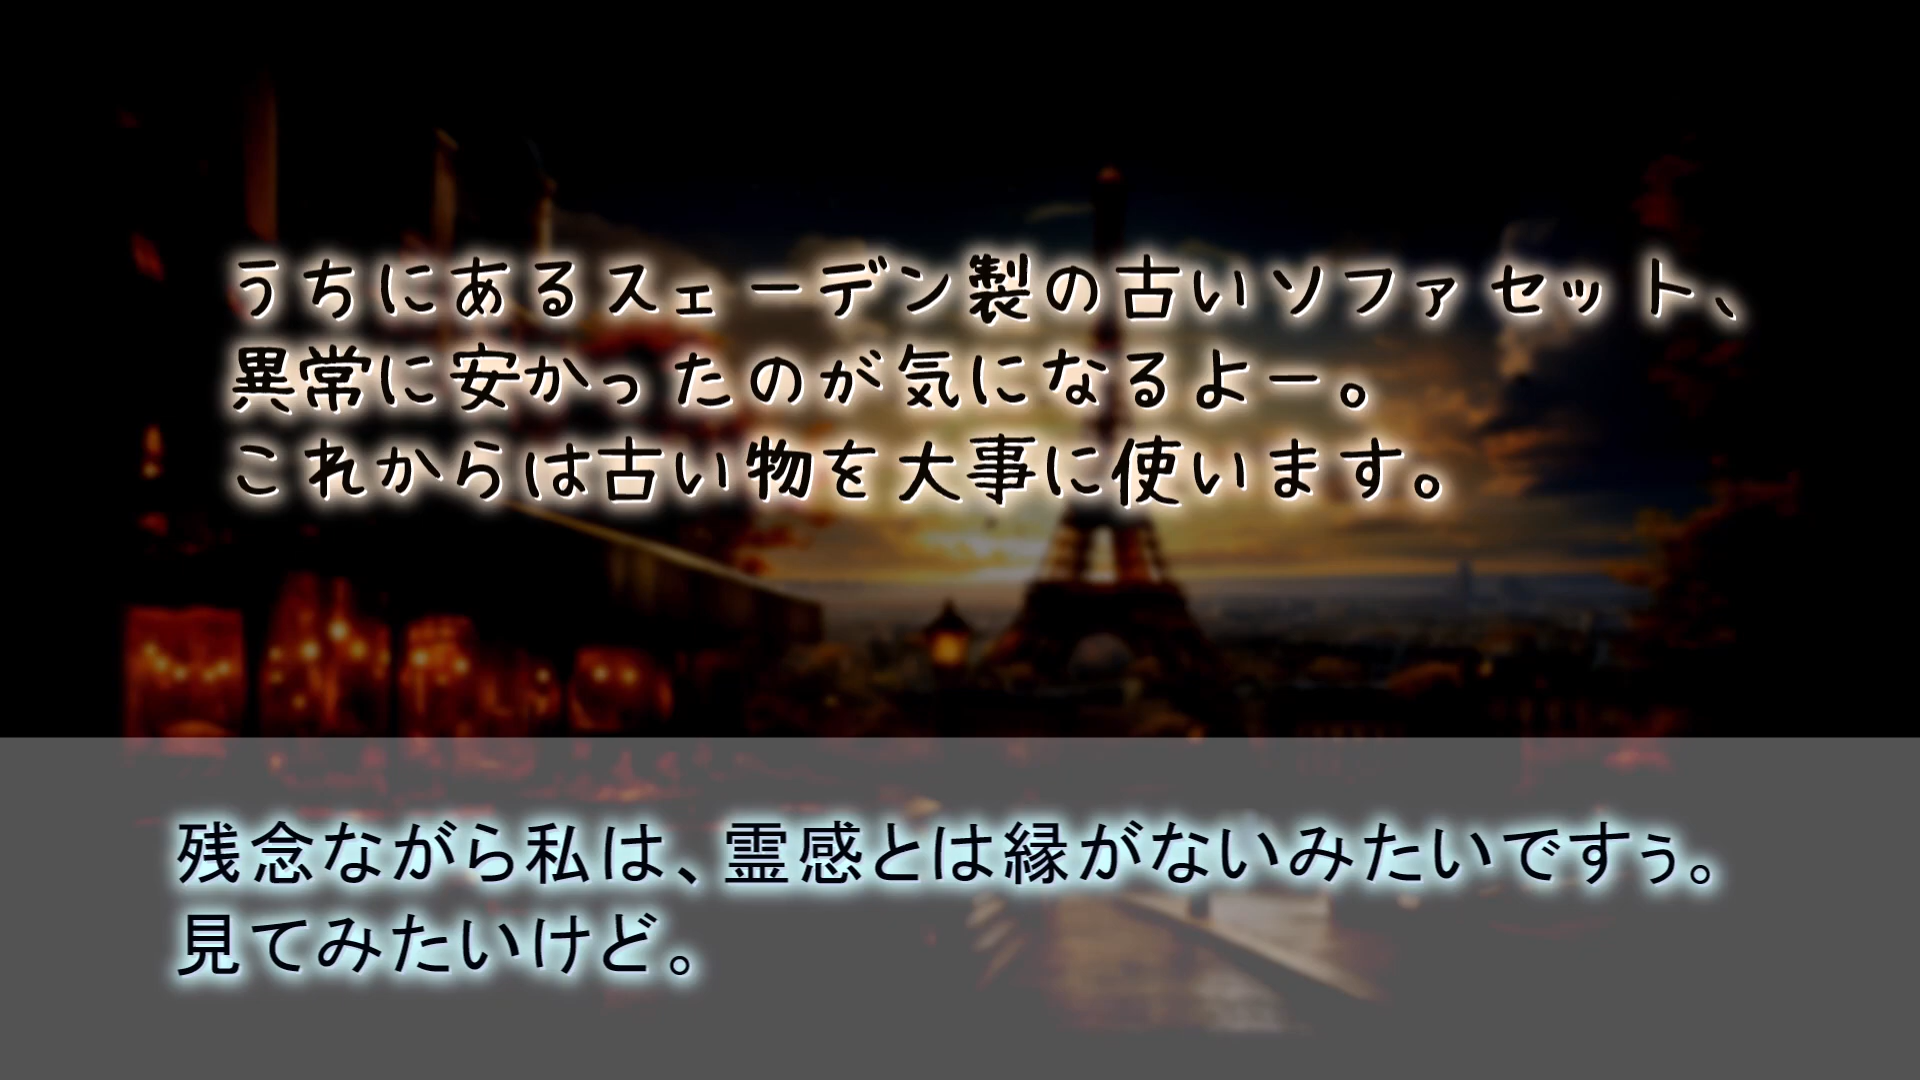 うちにあるスェーデン製の古いソファセット、
異常に安かったのが気になるよー。
これからは古い物を大事に使います。
残念ながら私は、霊感とは縁がないみたいですぅ。
見てみたいけど。